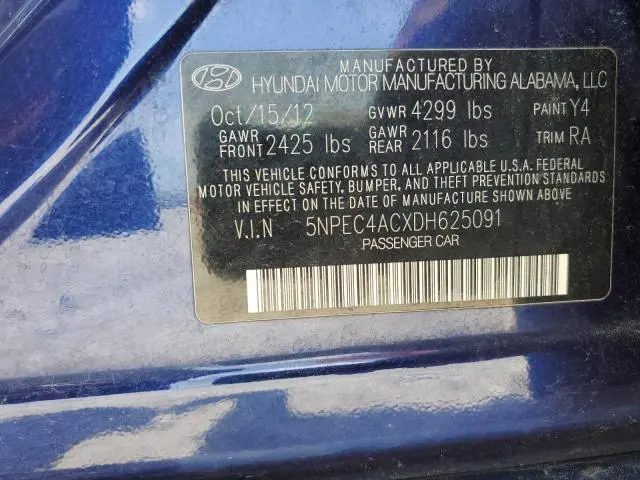 MANUFACTURED BY
HYUNDAI MOTOR MANUFACTURING ALABAMA, LLC
Oct/15/12 GVWR 4299 lbs PAINT Y4
GAWR FRONT 2425 lbs GAWR REAR 2116 lbs TRIM RA
THIS VEHICLE CONFORMS TO ALL APPLICABLE U.S.A. FEDERAL
MOTOR VEHICLE SAFETY, BUMPER, AND THEFT PREVENTION
STANDARDS IN EFFECT ON THE DATE OF MANUFACTURE SHOWN ABOVE
V.I.N 5NPEC4ACXDH625091
PASSENGER CAR